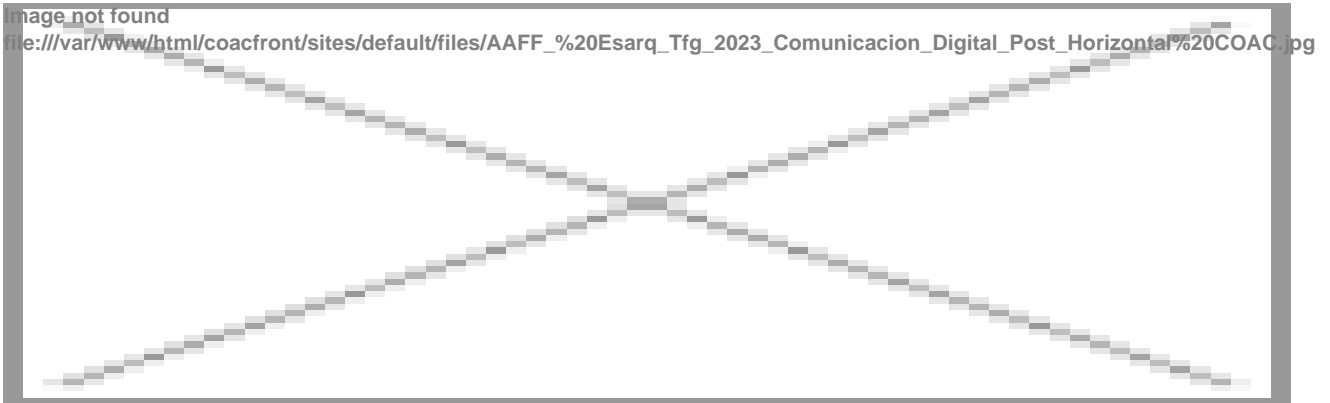 Image not found
file:///var/www/html/coacfront/sites/default/files/AAFF_%20Esarq_Tfg_2023_Comunicacion_Digital_Post_Horizontal%20COAC.jpg